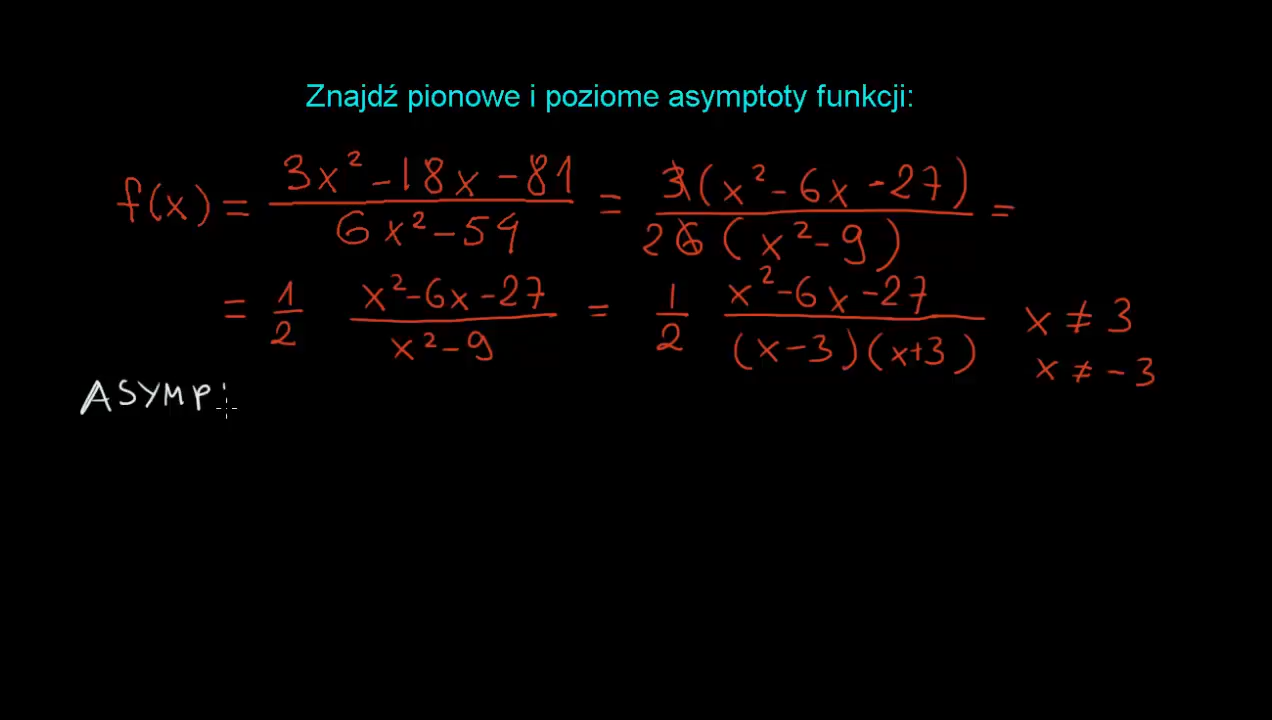 Znajdź pionowe i poziome asymptoty funkcji:
f(x) = (3x² - 18x - 81)/(6x² - 54) = 3(x² - 6x - 27)/26(x² - 9) =
= 1/2 (x² - 6x - 27)/(x² - 9) = 1/2 (x² - 6x - 27)/((x - 3)(x + 3)) x ≠ 3
x ≠ - 3
ASYMP